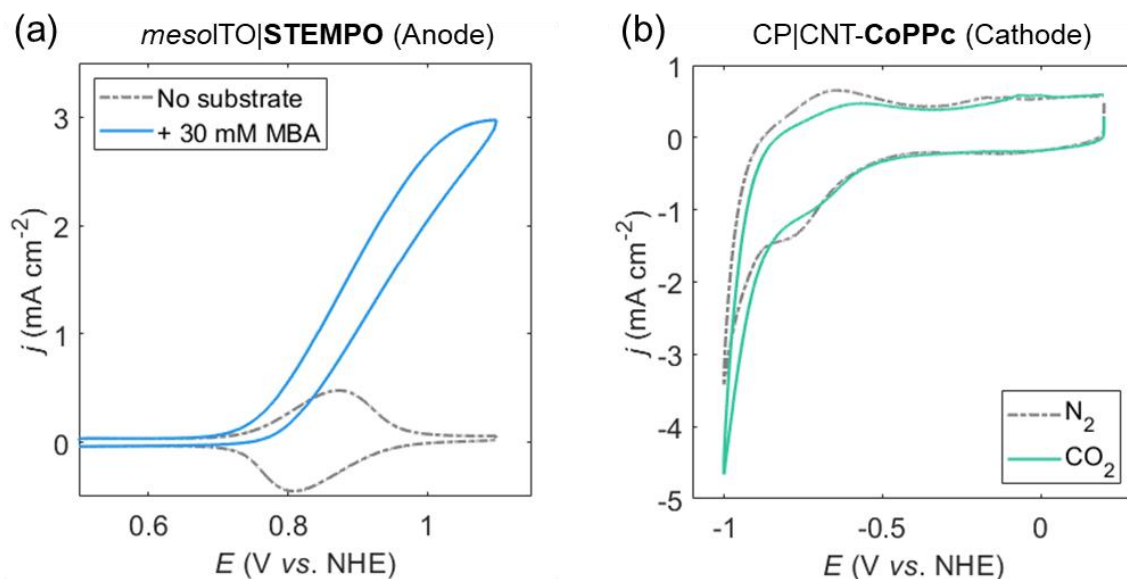 (a) mesoITO|STEMPO (Anode)
No substrate
+ 30 mM MBA
3
2
1
0
j (mA cm-2)
0.6 0.8 1
E (V vs. NHE)
(b) CP|CNT-CoPPc (Cathode)
1
0
-1
-2
-3
-4
-5
j (mA cm-2)
N2
CO2
-1 -0.5 0
E (V vs. NHE)